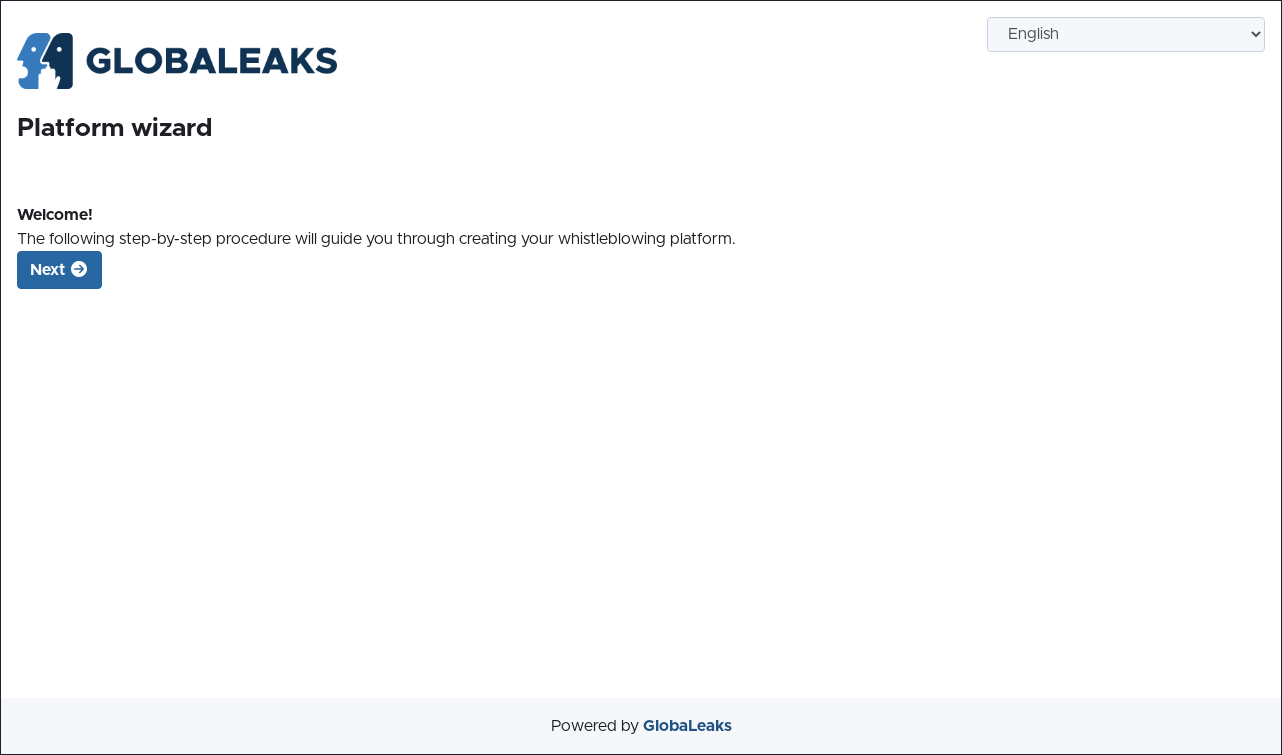 English
GLOBALEAKS
Platform wizard
Welcome!
The following step-by-step procedure will guide you through creating your whistleblowing platform.
Next
Powered by GlobaLeaks